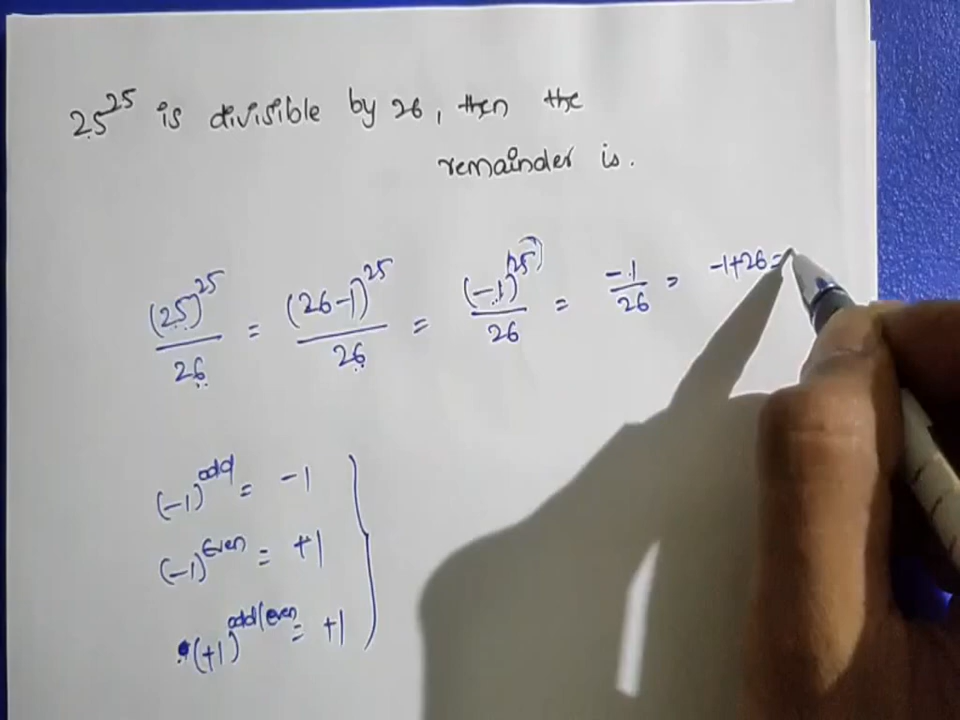 25^25 is divisible by 26, then the
remainder is.
(25)^25/26 = (26-1)^25/26 = (-1)^(25)/26 = -1/26 = -1+26=
(-1)^odd = -1
(-1)^Even = +1
(+1)^odd/even = +1